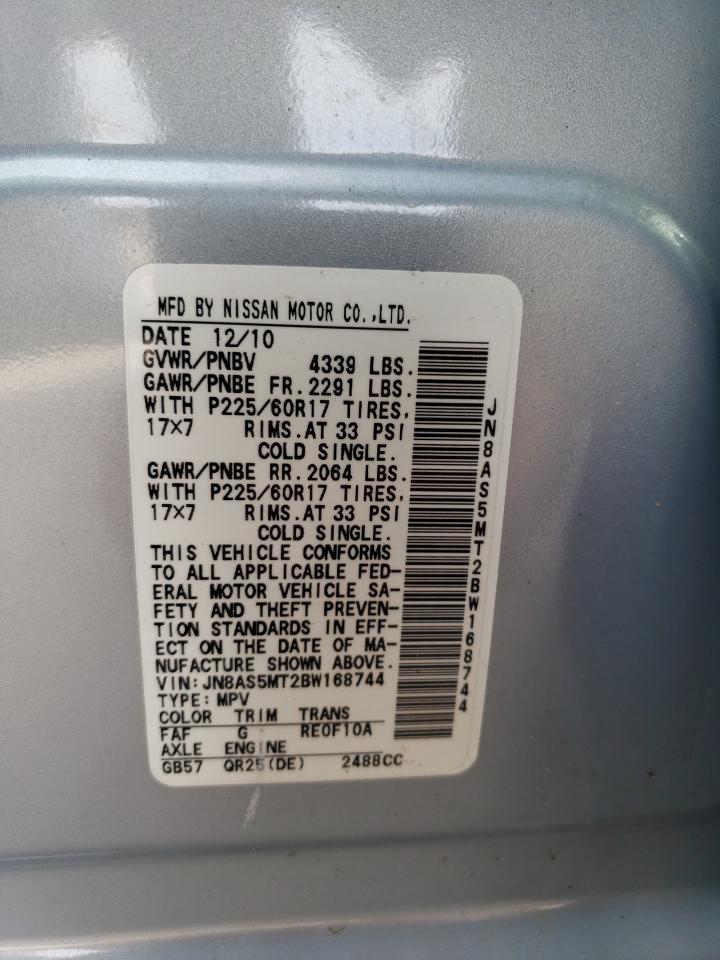 MFD BY NISSAN MOTOR CO.,LTD.
DATE 12/10
GVWR/PNBV 4339 LBS.
GAWR/PNBE FR.2291 LBS.
WITH P225/60R17 TIRES,
17×7 RIMS.AT 33 PSI
COLD SINGLE.
GAWR/PNBE RR.2064 LBS.
WITH P225/60R17 TIRES,
17×7 RIMS.AT 33 PSI
COLD SINGLE.
THIS VEHICLE CONFORMS
TO ALL APPLICABLE FED-
ERAL MOTOR VEHICLE SA-
FETY AND THEFT PREVEN-
TION STANDARDS IN EFF-
ECT ON THE DATE OF MA-
NUFACTURE SHOWN ABOVE.
VIN:JN8AS5MT2BW168744
TYPE:MPV
COLOR TRIM TRANS
FAF G RE0F10A
AXLE ENGINE
GB57 QR25(DE) 2488CC
JN8AS5MT2BW168744